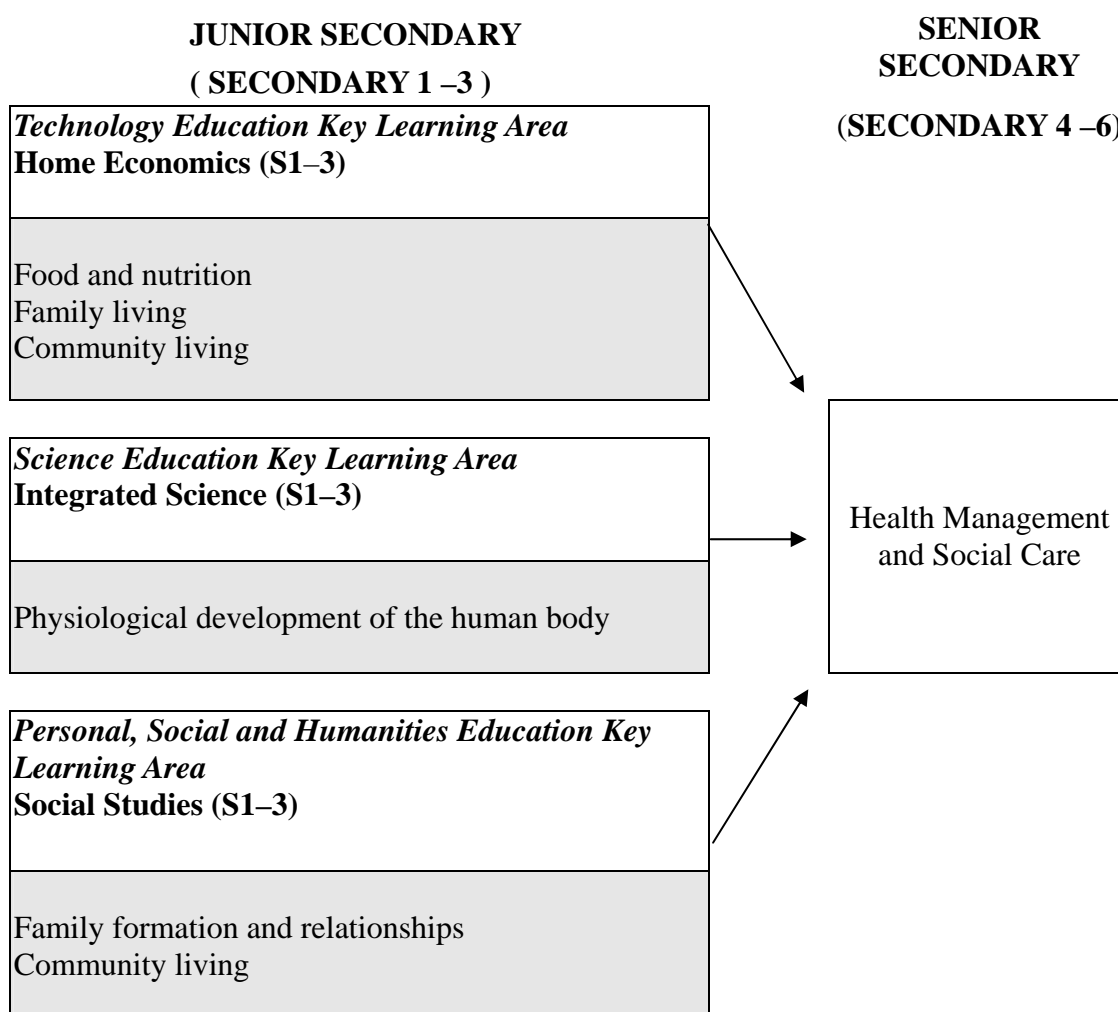 JUNIOR SECONDARY
( SECONDARY 1 –3 )
SENIOR
SECONDARY
(SECONDARY 4 –6)
Technology Education Key Learning Area
Home Economics (S1–3)
Food and nutrition
Family living
Community living
Science Education Key Learning Area
Integrated Science (S1–3)
Physiological development of the human body
Personal, Social and Humanities Education Key
Learning Area
Social Studies (S1–3)
Family formation and relationships
Community living
Health Management
and Social Care